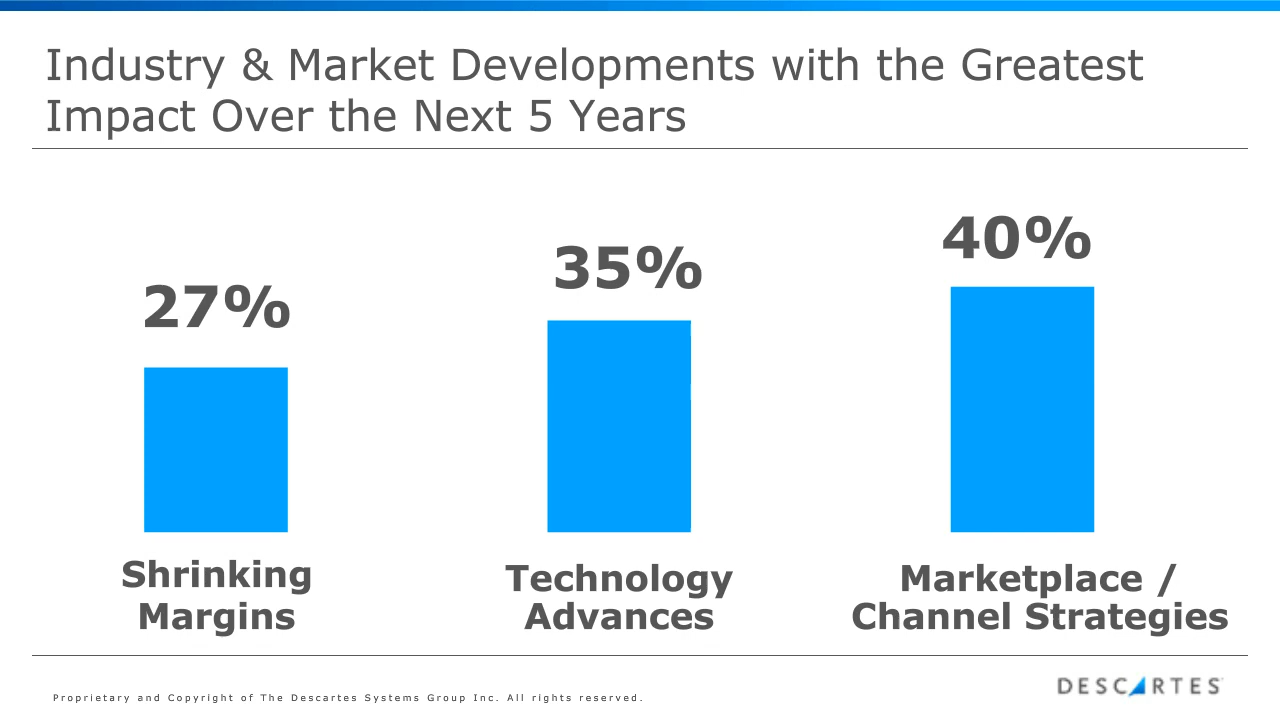 Industry & Market Developments with the Greatest
Impact Over the Next 5 Years
27%
35%
40%
Shrinking
Margins
Technology
Advances
Marketplace /
Channel Strategies
Proprietary and Copyright of The Descartes Systems Group Inc. All rights reserved.
DESCARTES